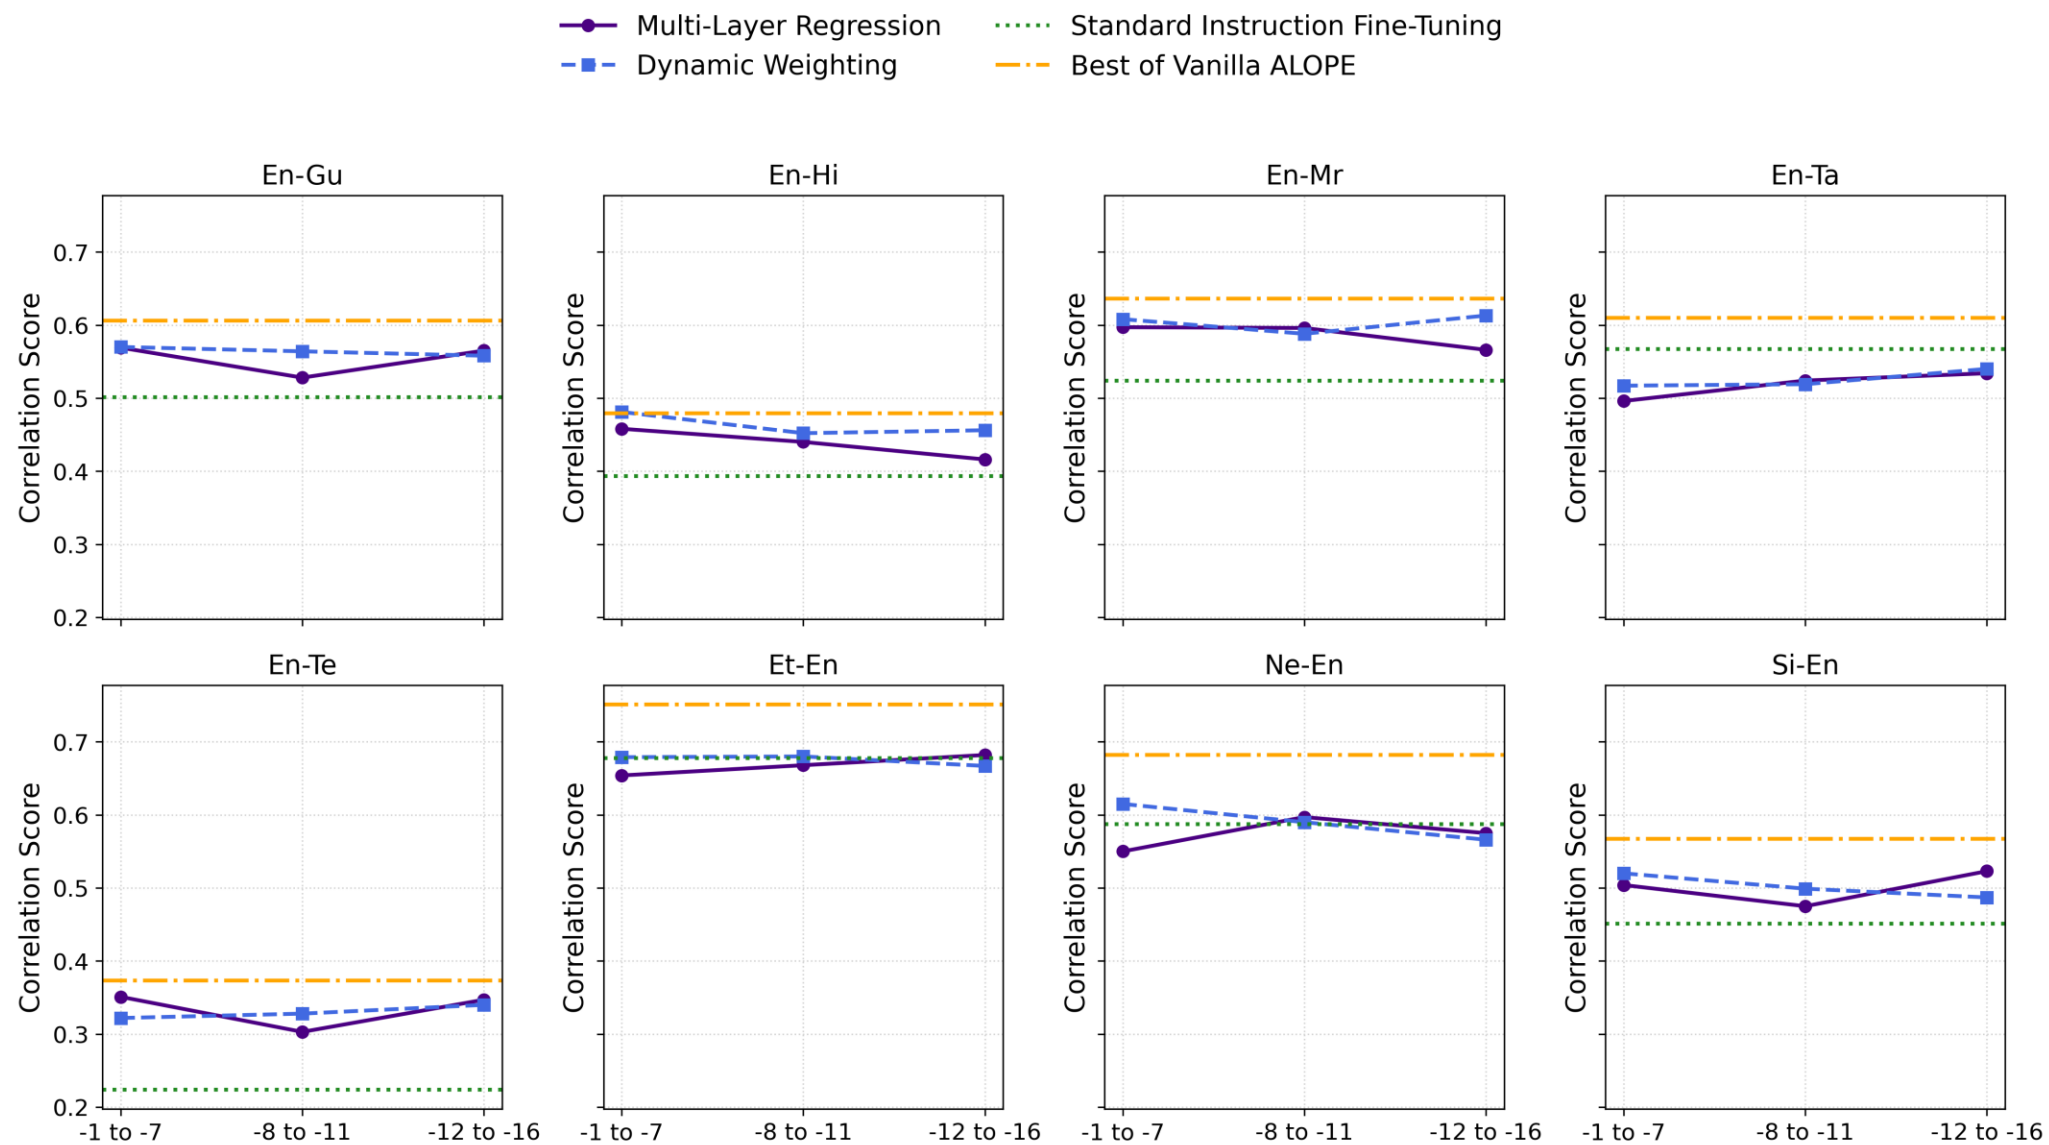 Multi-Layer Regression
Dynamic Weighting
Standard Instruction Fine-Tuning
Best of Vanilla ALOPE
En-Gu
En-Hi
En-Mr
En-Ta
Correlation Score
0.7
0.6
0.5
0.4
0.3
0.2
Correlation Score
Correlation Score
Correlation Score
En-Te
Et-En
Ne-En
Si-En
Correlation Score
0.7
0.6
0.5
0.4
0.3
0.2
Correlation Score
Correlation Score
Correlation Score
-1 to -7
-8 to -11
-12 to -16
-1 to -7
-8 to -11
-12 to -16
-1 to -7
-8 to -11
-12 to -16
-1 to -7
-8 to -11
-12 to -16